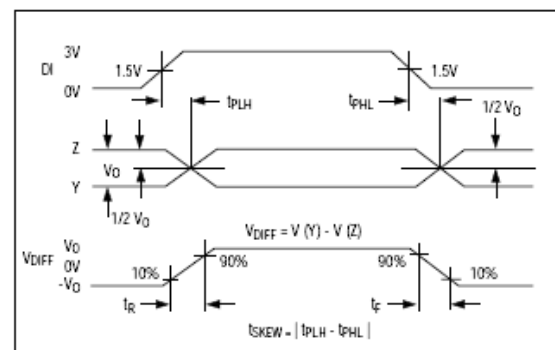 3V
DI
1.5V
1.5V
0V
tPLH
tPHL
1/2 VO
Z
VO
Y
1/2 VO
VDIFF = V (Y) - V (Z)
VO
VDIFF 0V
-VO
10%
90%
90%
10%
tR
tF
tSKEW = | tPLH - tPHL |